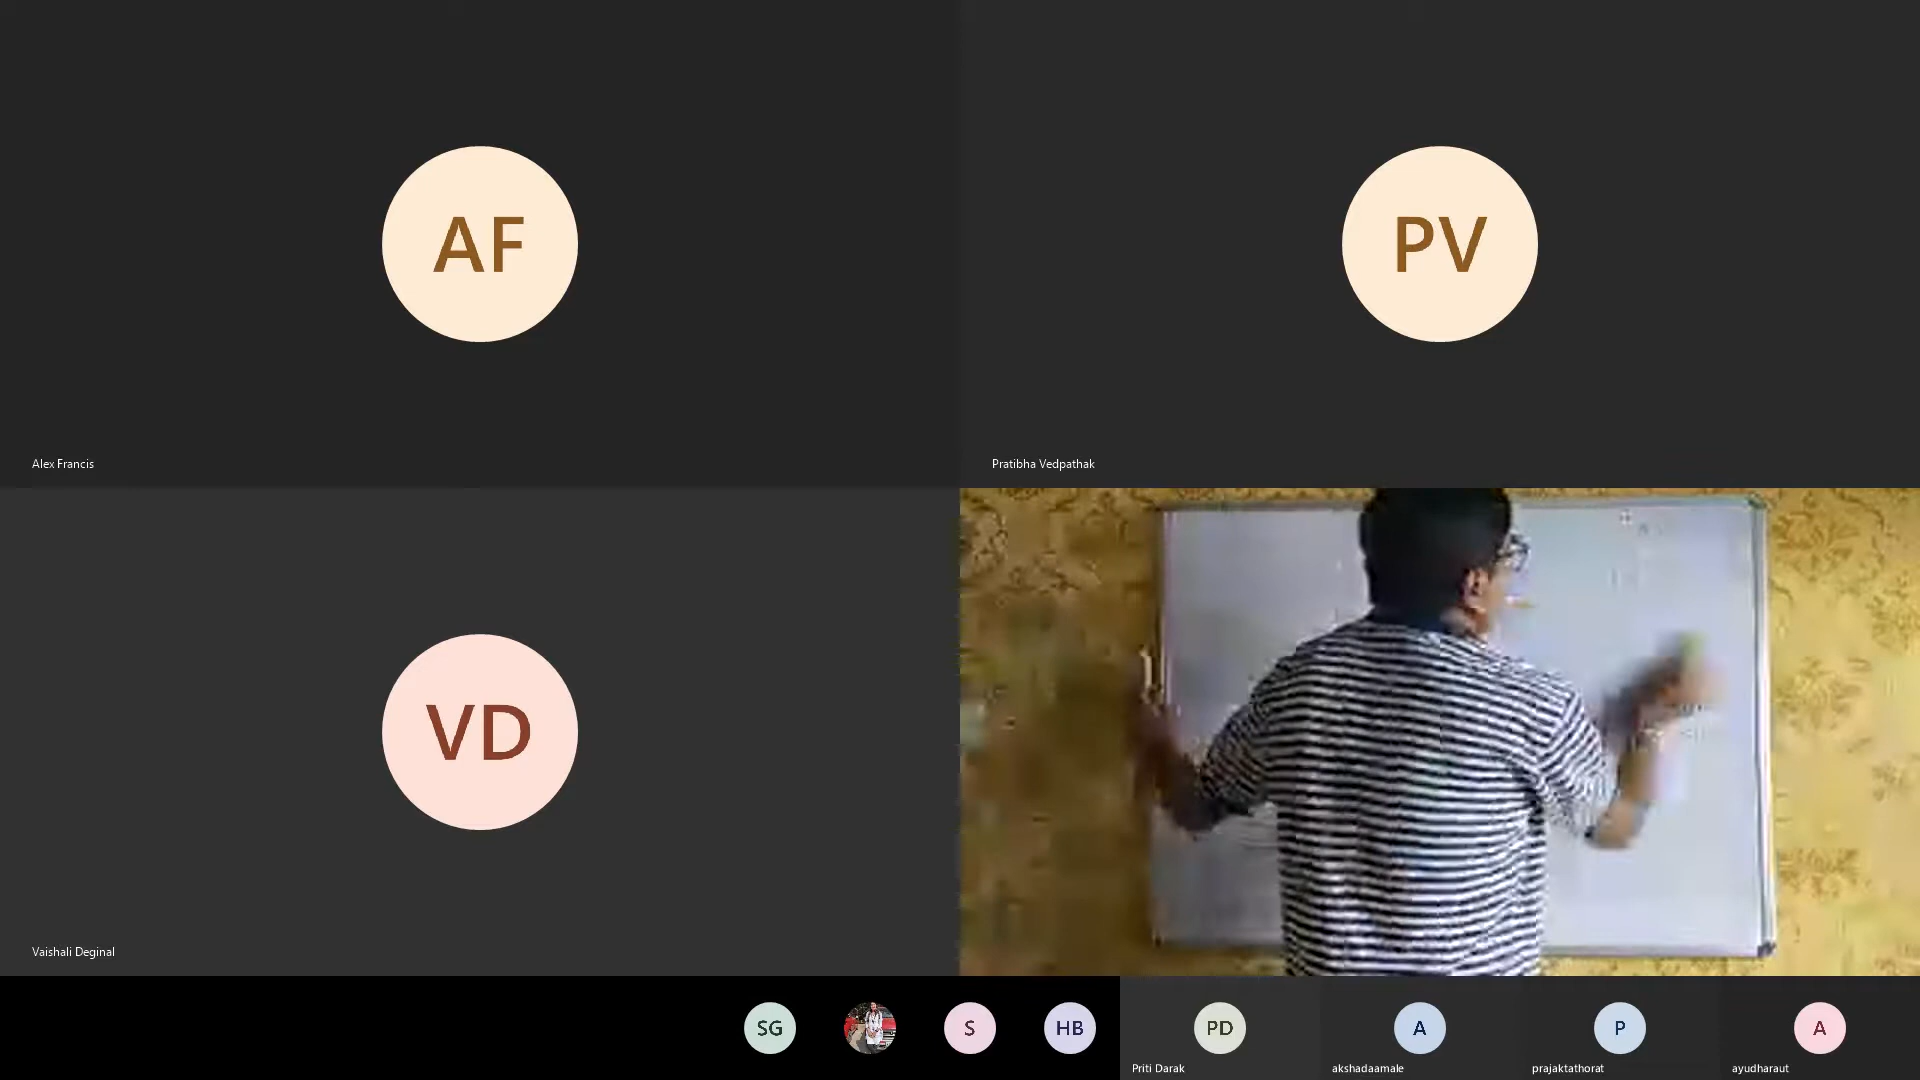 AF
PV
Alex Francis
Pratibha Vedpathak
VD
Vaishali Deginal
SG
S
HB
PD
A
P
A
Priti Darak
akshadaamale
prajaktathorat
ayudharaut